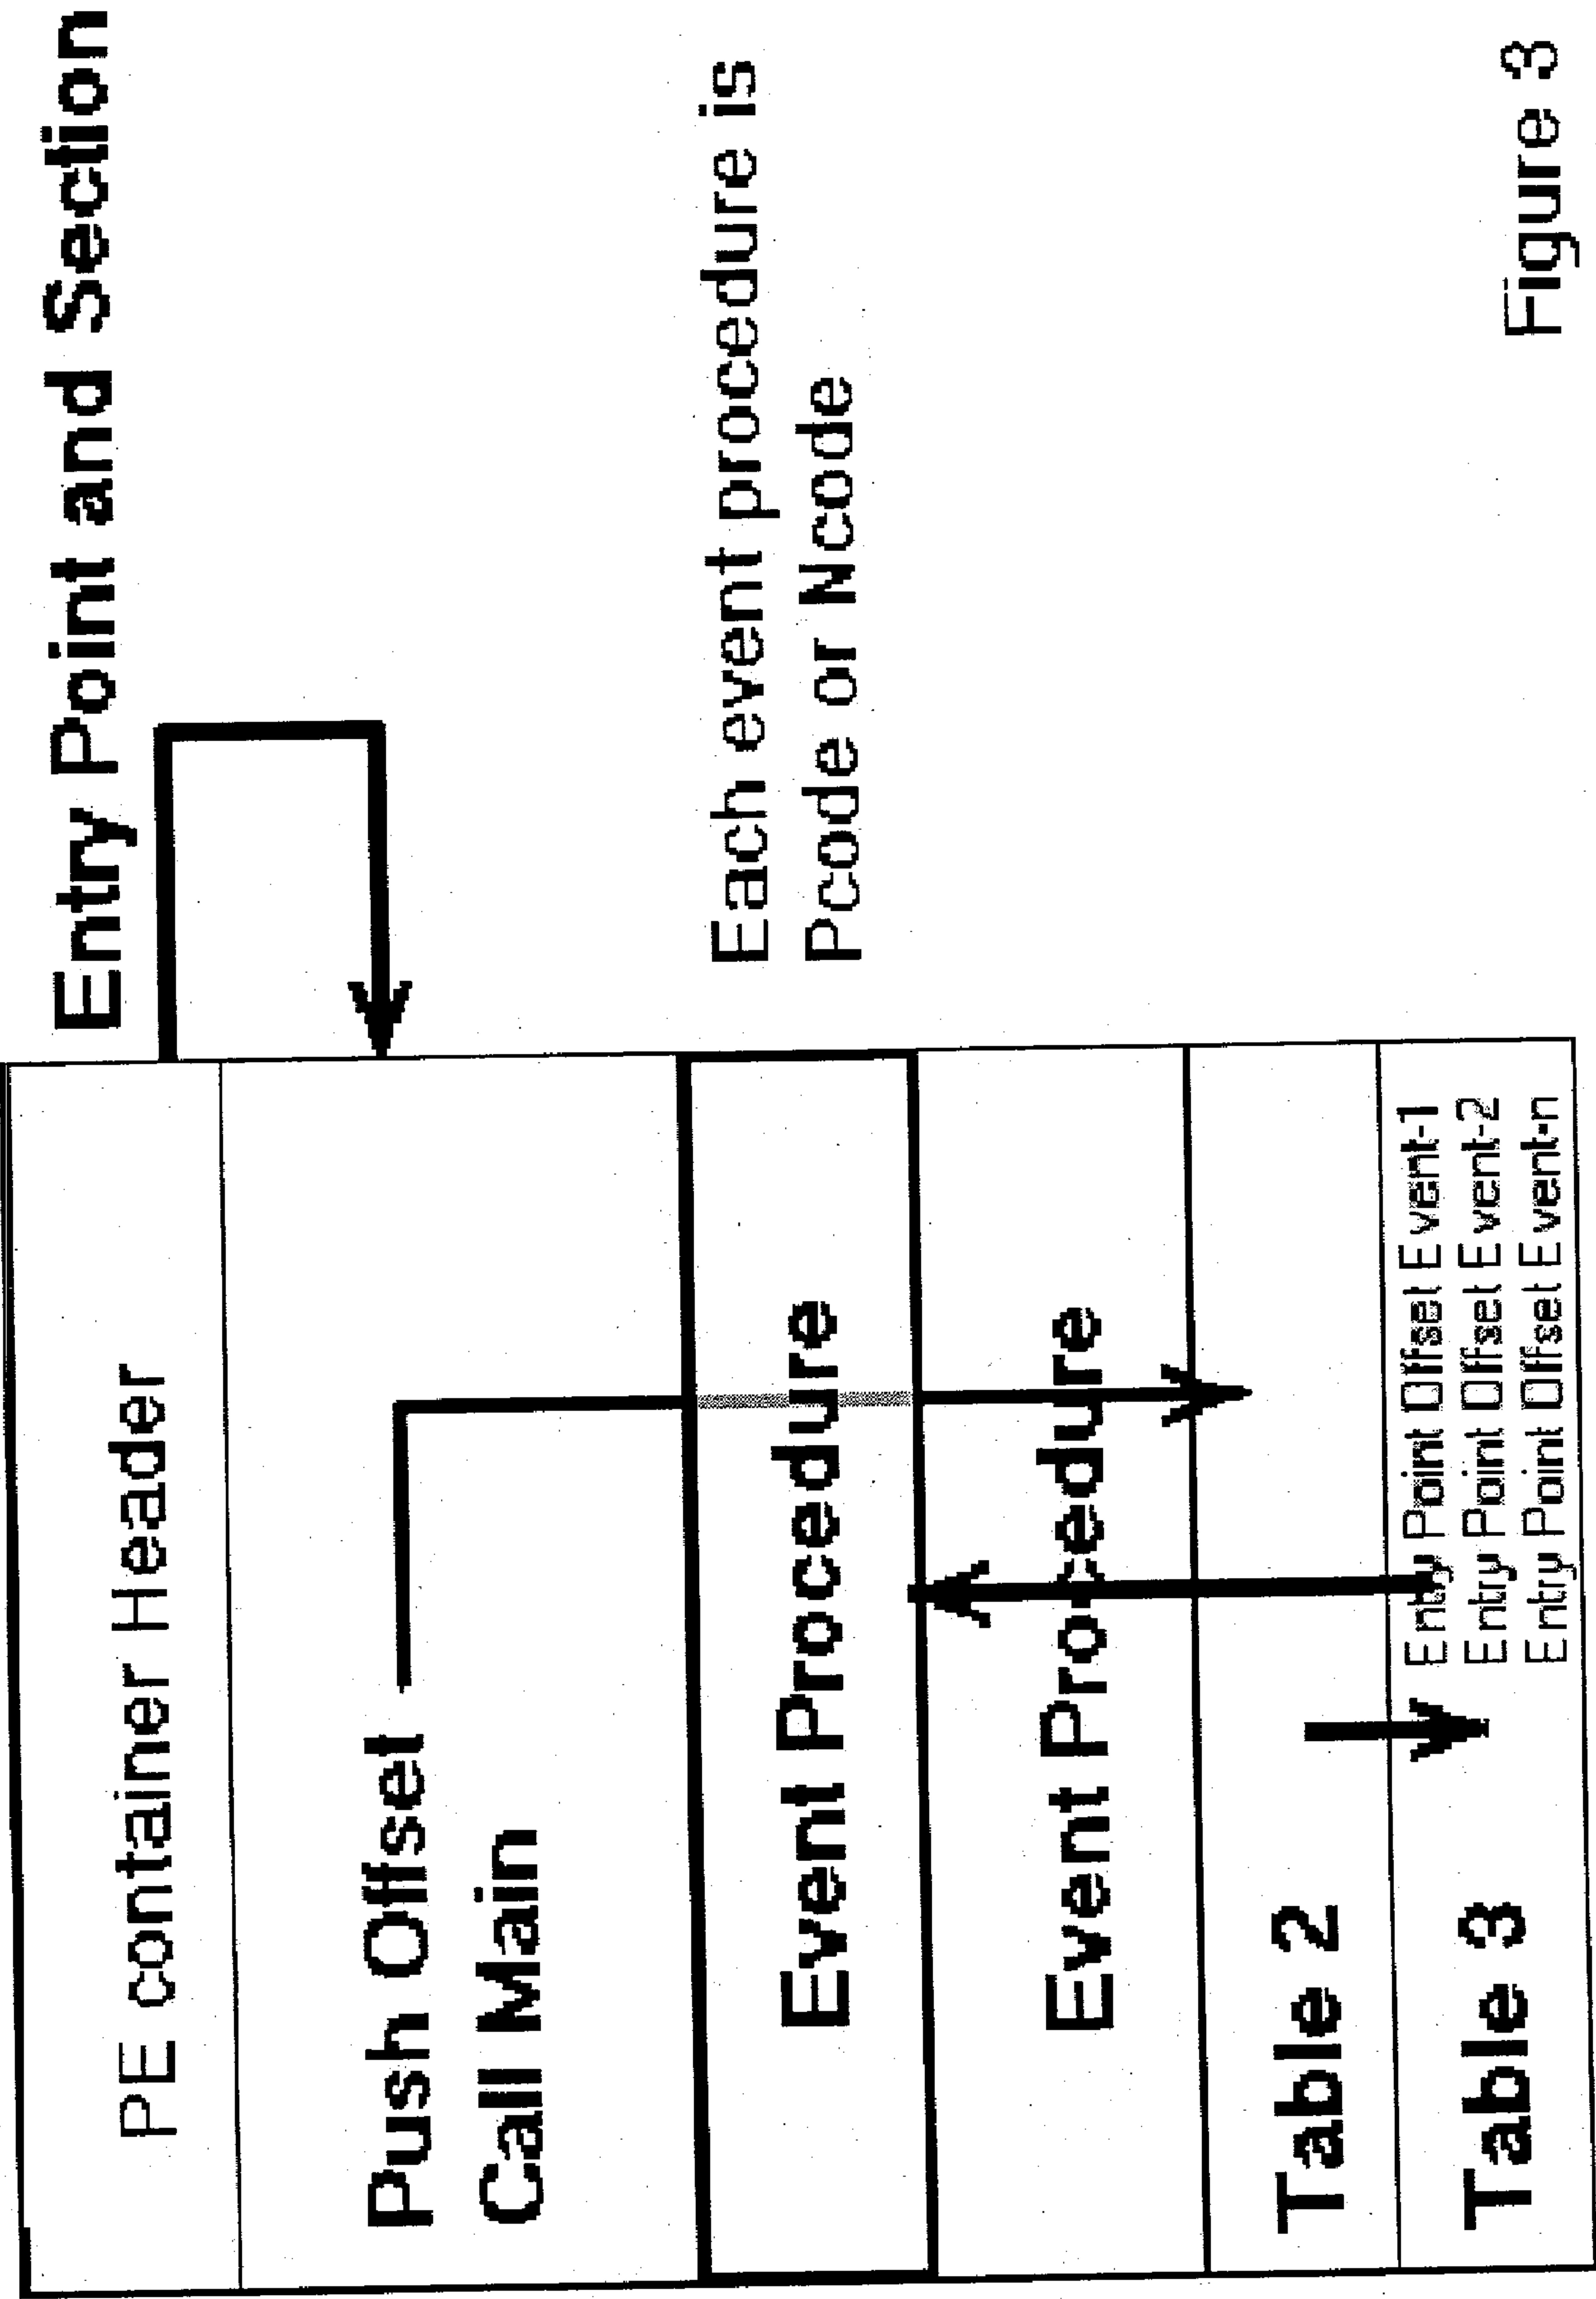 Entry Point and Section
PE container Header
Push Offset
Call Main
Event Procedure
Each event procedure is
Pcode or Ncode
Event Procedure
Table 2
Table 3
Entry Point Offset Event-1
Entry Point Offset Event-2
Entry Point Offset Event-n
Figure 3